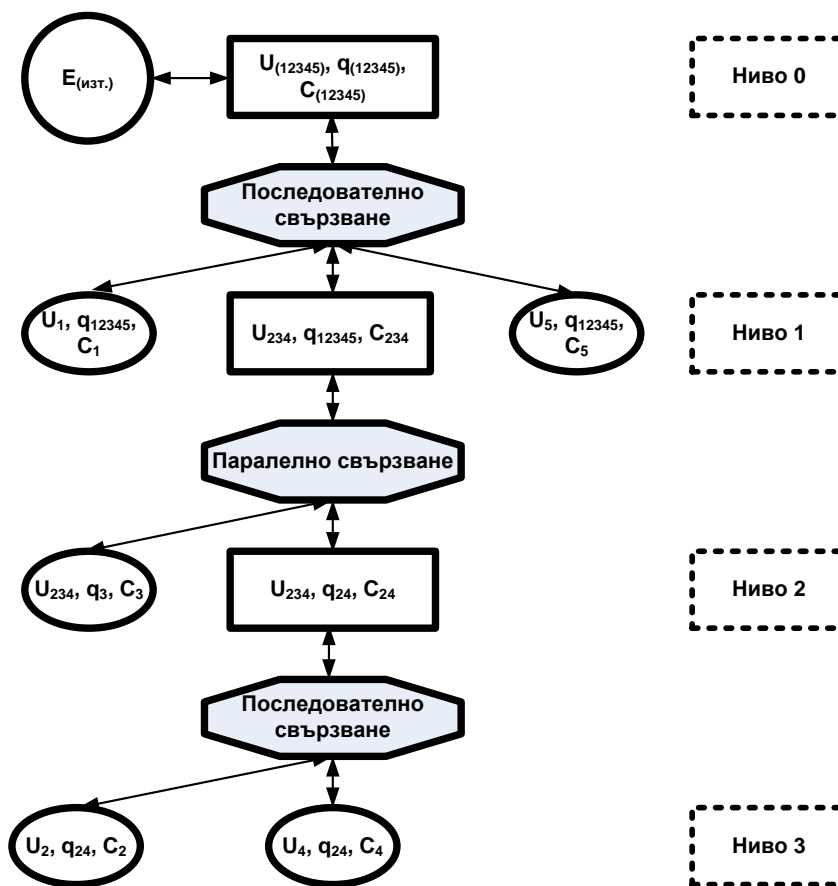 E(изт.)
U(12345), q(12345),
C(12345)
Ниво 0
Последователно
свързване
U1, q12345,
C1
U234, q12345, C234
U5, q12345,
C5
Ниво 1
Паралелно свързване
U234, q3, C3
U234, q24, C24
Ниво 2
Последователно
свързване
U2, q24, C2
U4, q24, C4
Ниво 3